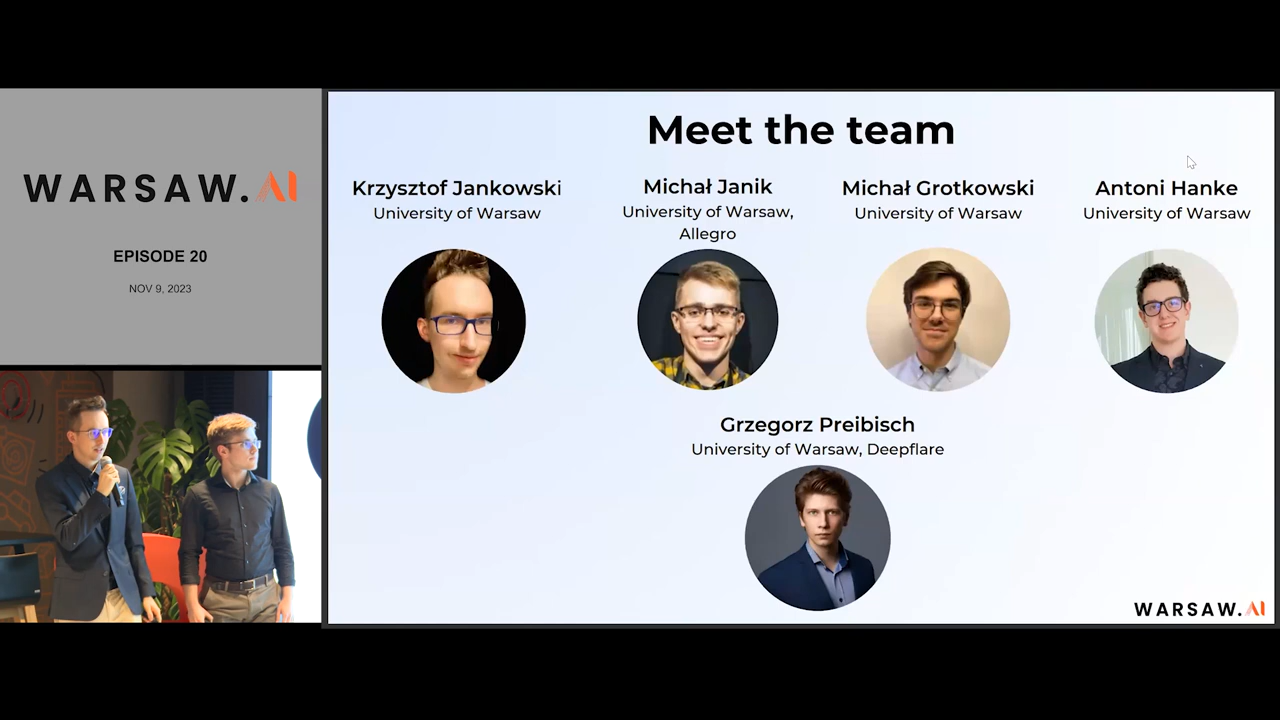 WARSAW.AI
EPISODE 20
NOV 9, 2023
Meet the team
Krzysztof Jankowski
University of Warsaw
Michał Janik
University of Warsaw,
Allegro
Michał Grotkowski
University of Warsaw
Antoni Hanke
University of Warsaw
Grzegorz Preibisch
University of Warsaw, Deepflare
WARSAW.AI